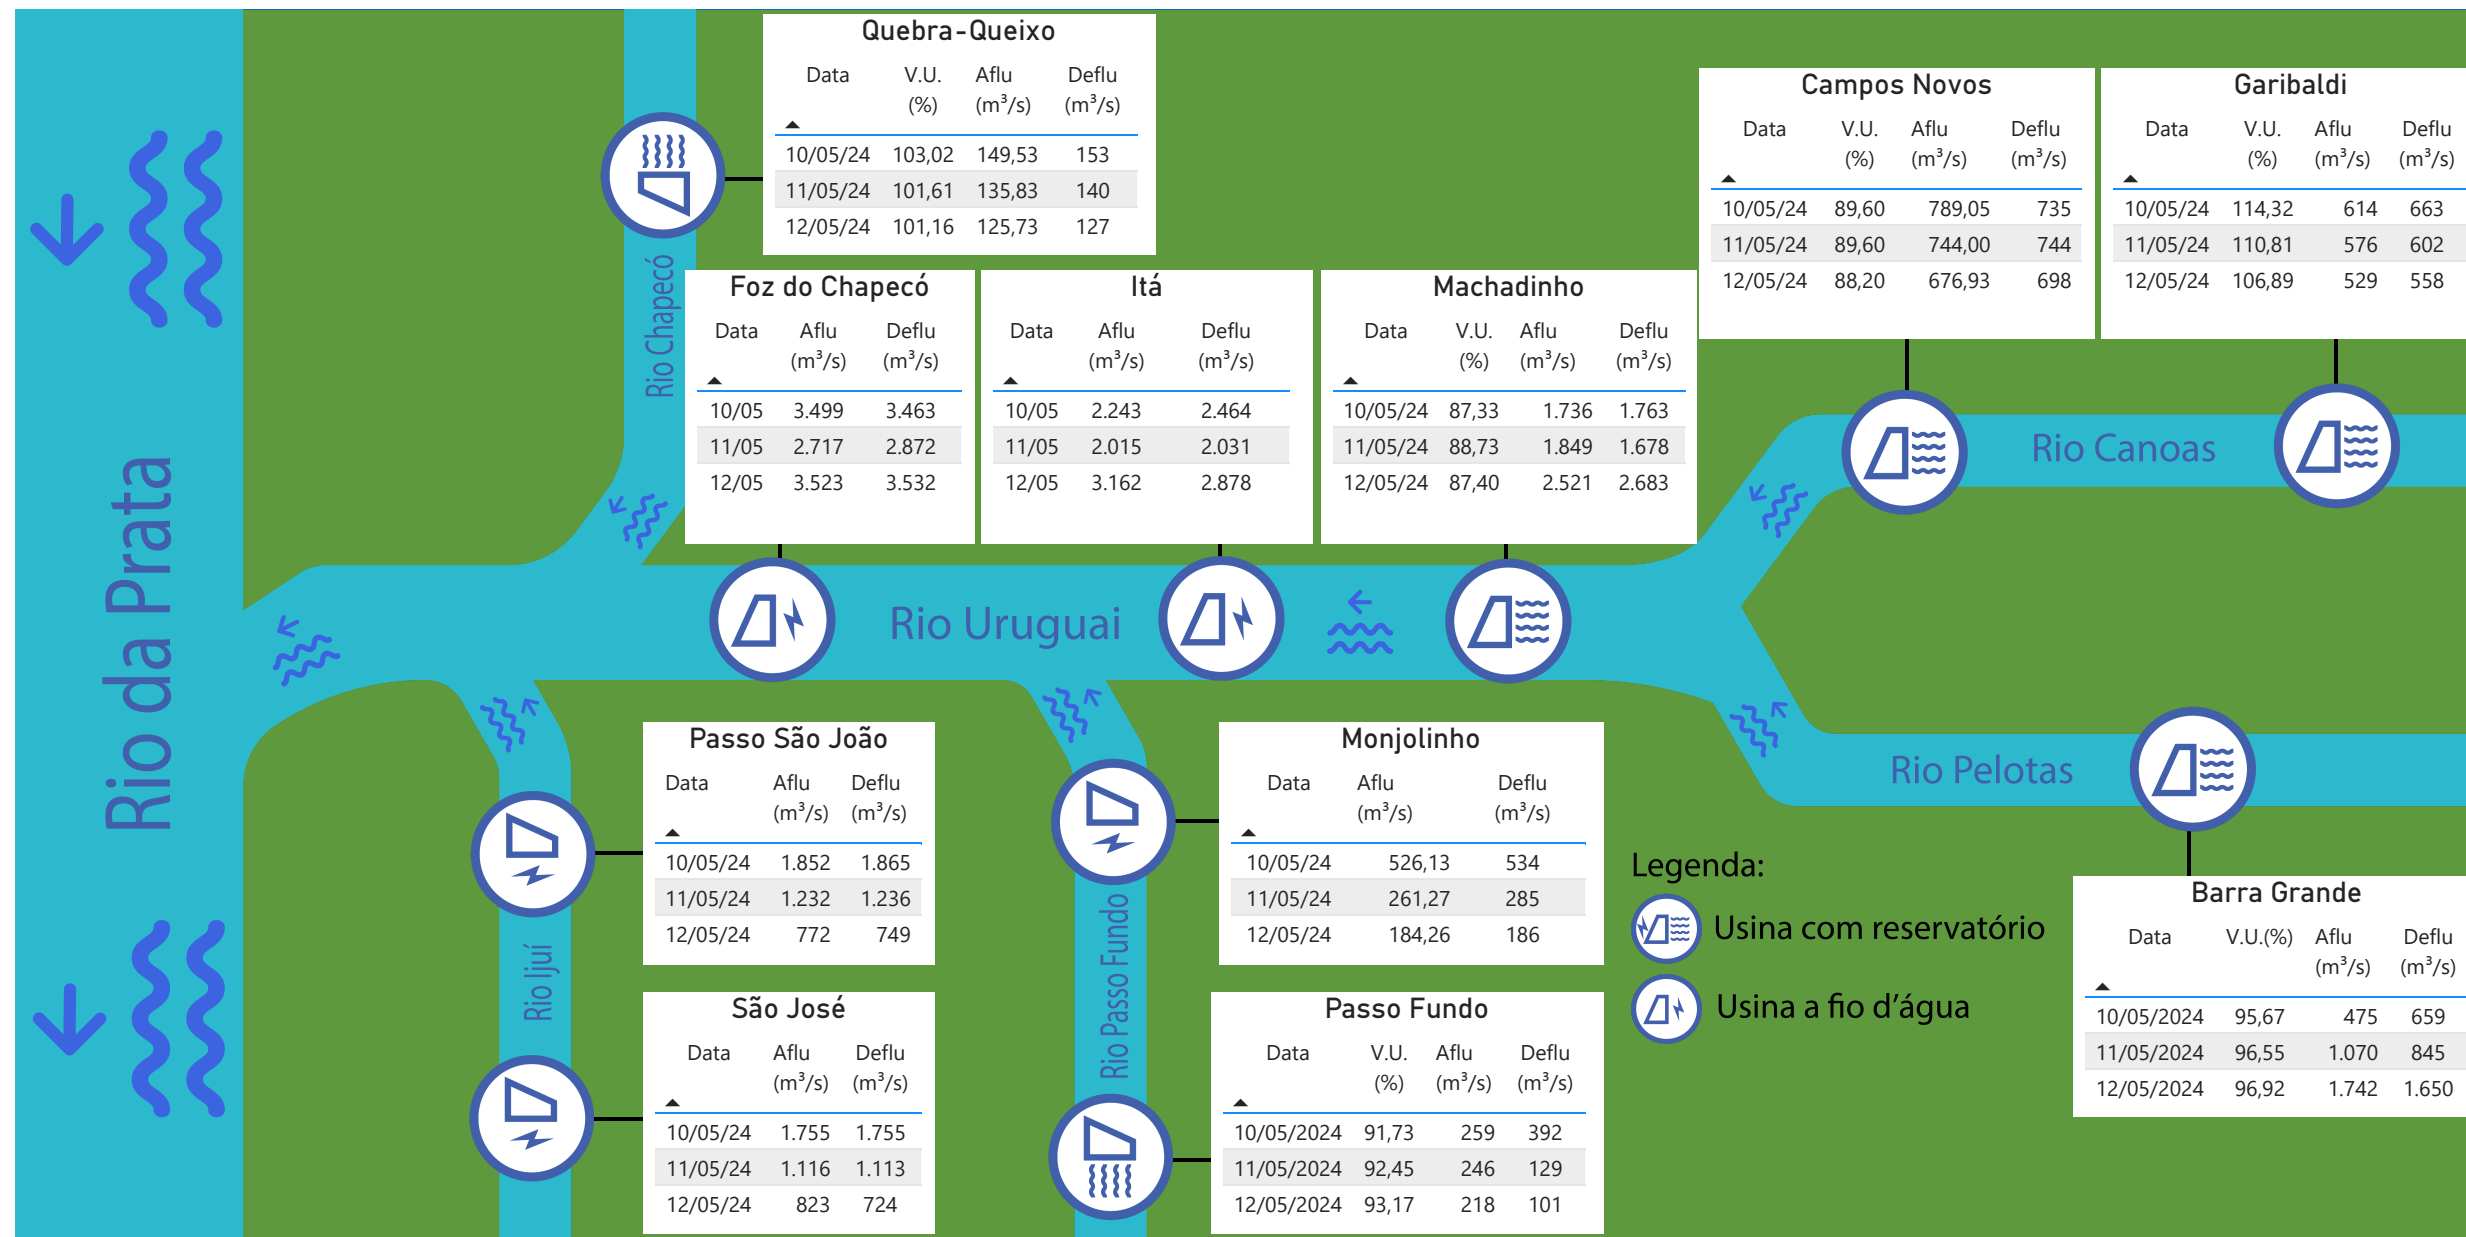 Quebra-Queixo
Data V.U. (%) Aflu (m³/s) Deflu (m³/s)
10/05/24 103,02 149,53 153
11/05/24 101,61 135,83 140
12/05/24 101,16 125,73 127
Campos Novos
Data V.U. (%) Aflu (m³/s) Deflu (m³/s)
10/05/24 89,60 789,05 735
11/05/24 89,60 744,00 744
12/05/24 88,20 676,93 698
Garibaldi
Data V.U. (%) Aflu (m³/s) Deflu (m³/s)
10/05/24 114,32 614 663
11/05/24 110,81 576 602
12/05/24 106,89 529 558
Rio Chapecó
Foz do Chapecó
Data Aflu (m³/s) Deflu (m³/s)
10/05 3.499 3.463
11/05 2.717 2.872
12/05 3.523 3.532
Itá
Data Aflu (m³/s) Deflu (m³/s)
10/05 2.243 2.464
11/05 2.015 2.031
12/05 3.162 2.878
Machadinho
Data V.U. (%) Aflu (m³/s) Deflu (m³/s)
10/05/24 87,33 1.736 1.763
11/05/24 88,73 1.849 1.678
12/05/24 87,40 2.521 2.683
Rio Canoas
Rio da Prata
Rio Uruguai
Passo São João
Data Aflu (m³/s) Deflu (m³/s)
10/05/24 1.852 1.865
11/05/24 1.232 1.236
12/05/24 772 749
Monjolinho
Data Aflu (m³/s) Deflu (m³/s)
10/05/24 526,13 534
11/05/24 261,27 285
12/05/24 184,26 186
Rio Pelotas
Legenda:
Usina com reservatório
Usina a fio d’água
Barra Grande
Data V.U.(%) Aflu (m³/s) Deflu (m³/s)
10/05/2024 95,67 475 659
11/05/2024 96,55 1.070 845
12/05/2024 96,92 1.742 1.650
Rio Ijuí
São José
Data Aflu (m³/s) Deflu (m³/s)
10/05/24 1.755 1.755
11/05/24 1.116 1.113
12/05/24 823 724
Rio Passo Fundo
Passo Fundo
Data V.U. (%) Aflu (m³/s) Deflu (m³/s)
10/05/2024 91,73 259 392
11/05/2024 92,45 246 129
12/05/2024 93,17 218 101